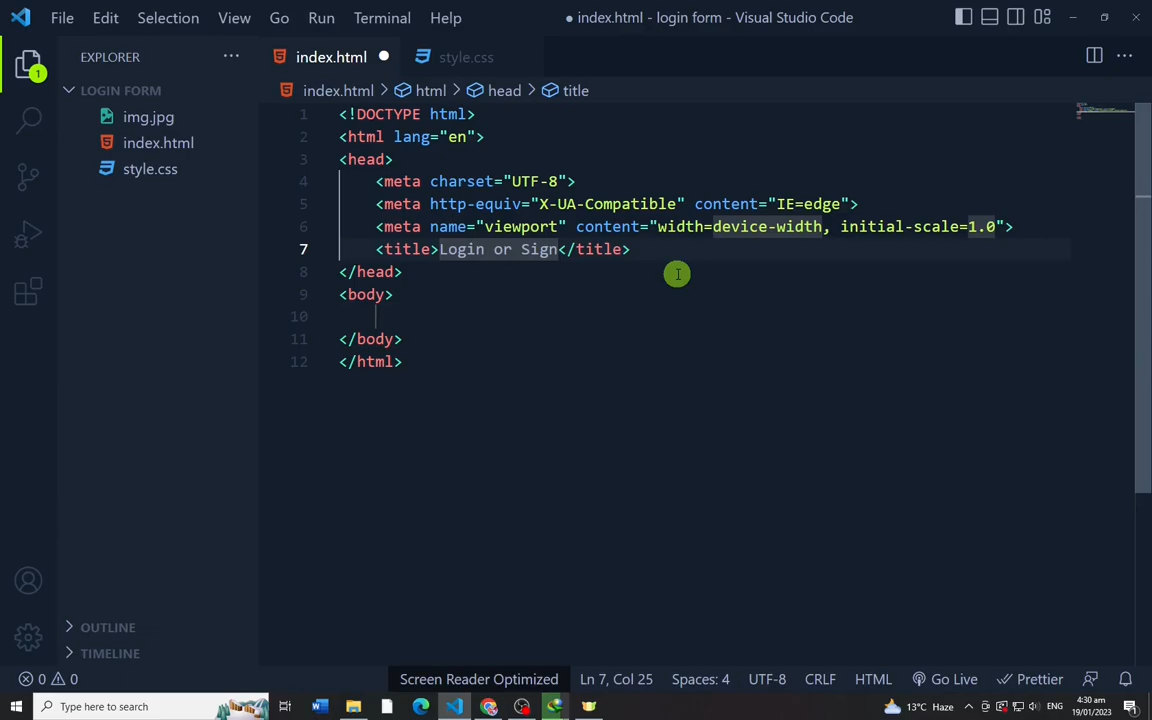 File Edit Selection View Go Run Terminal Help
● index.html - login form - Visual Studio Code
EXPLORER
1
LOGIN FORM
img.jpg
index.html
style.css
OUTLINE
TIMELINE
index.html ● style.css
index.html > html > head > title
1 <!DOCTYPE html>
2 <html lang="en">
3 <head>
4 <meta charset="UTF-8">
5 <meta http-equiv="X-UA-Compatible" content="IE=edge">
6 <meta name="viewport" content="width=device-width, initial-scale=1.0">
7 <title>Login or Sign</title>
8 </head>
9 <body>
10
11 </body>
12 </html>
0 0 Screen Reader Optimized Ln 7, Col 25 Spaces: 4 UTF-8 CRLF HTML Go Live Prettier
Type here to search
13°C Haze ENG
4:30 am
19/01/2023
1